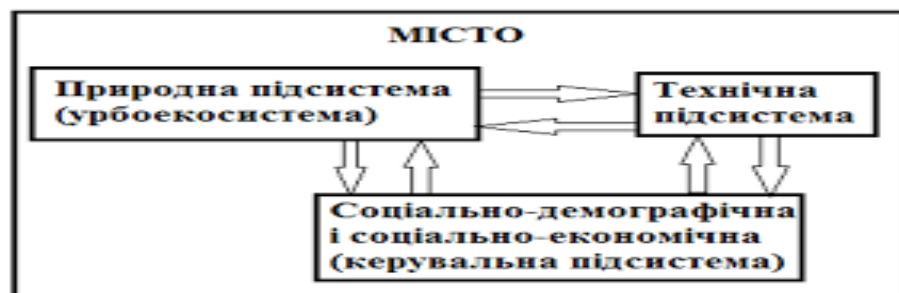 МІСТО
Природна підсистема
(урбоекосистема)
Технічна
підсистема
Соціально-демографічна
і соціально-економічна
(керувальна підсистема)